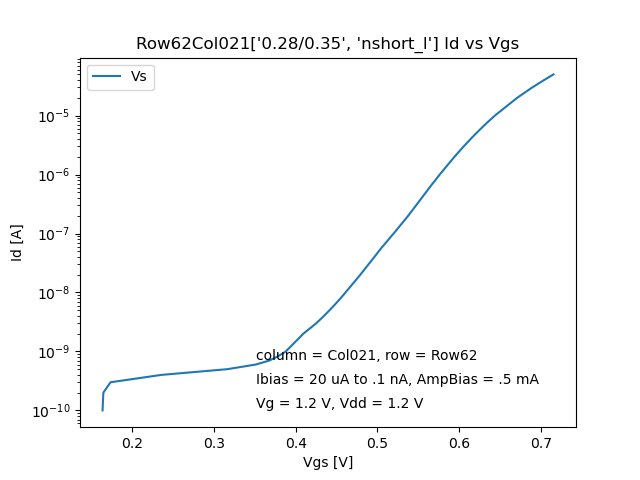 Row62Col021['0.28/0.35', 'nshort_l'] Id vs Vgs
Vs
10⁻⁵
10⁻⁶
10⁻⁷
10⁻⁸
10⁻⁹
10⁻¹⁰
Id [A]
column = Col021, row = Row62
Ibias = 20 uA to .1 nA, AmpBias = .5 mA
Vg = 1.2 V, Vdd = 1.2 V
0.2 0.3 0.4 0.5 0.6 0.7
Vgs [V]